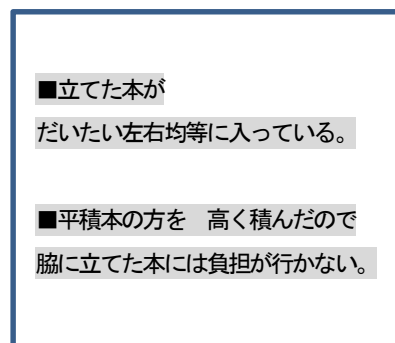 ■立てた本が
だいたい左右均等に入っている。
■平積本の方を　高く積んだので
脇に立てた本には負担が行かない。